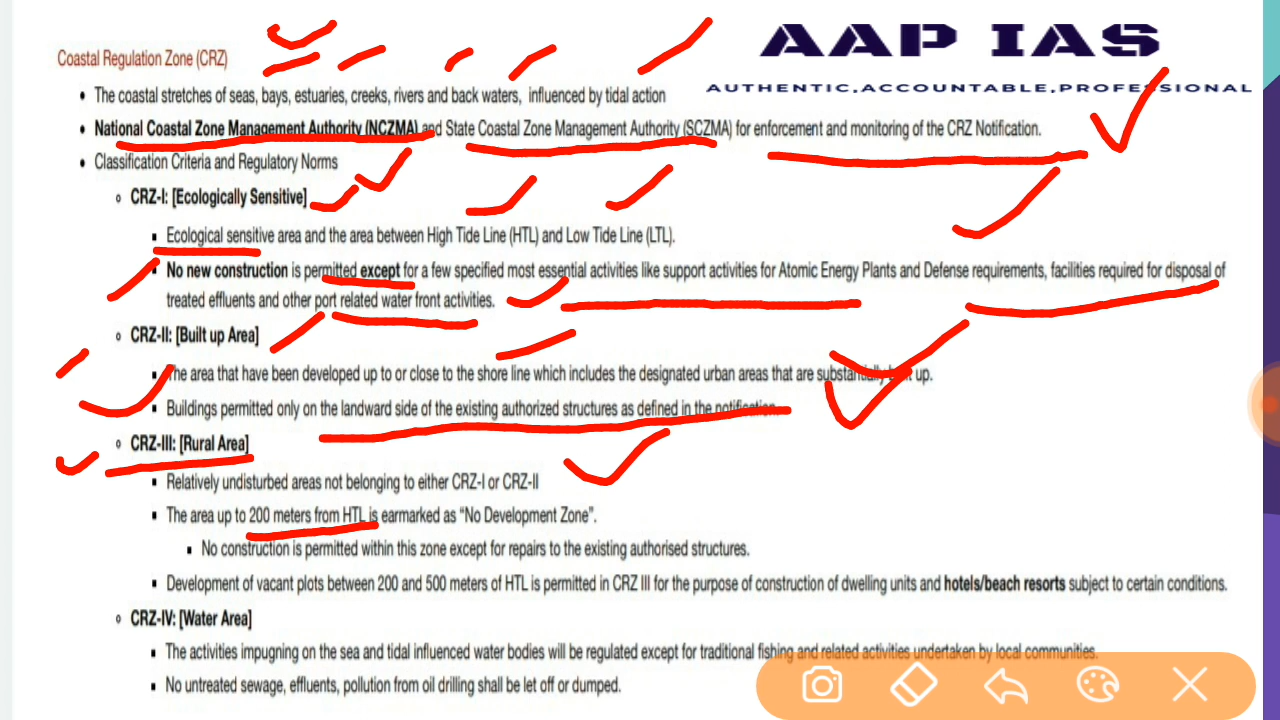 AAP IAS
AUTHENTIC,ACCOUNTABLE,PROFESSIONAL
Coastal Regulation Zone (CRZ)
• The coastal stretches of seas, bays, estuaries, creeks, rivers and back waters, influenced by tidal action
• National Coastal Zone Management Authority (NCZMA) and State Coastal Zone Management Authority (SCZMA) for enforcement and monitoring of the CRZ Notification.
• Classification Criteria and Regulatory Norms
CRZ-I: [Ecologically Sensitive]
Ecological sensitive area and the area between High Tide Line (HTL) and Low Tide Line (LTL).
No new construction is permitted except for a few specified most essential activities like support activities for Atomic Energy Plants and Defense requirements, facilities required for disposal of
treated effluents and other port related water front activities.
CRZ-II: [Built up Area]
The area that have been developed up to or close to the shore line which includes the designated urban areas that are substantially built up.
Buildings permitted only on the landward side of the existing authorized structures as defined in the notification.
CRZ-III: [Rural Area]
Relatively undisturbed areas not belonging to either CRZ-I or CRZ-II
The area up to 200 meters from HTL is earmarked as “No Development Zone”.
No construction is permitted within this zone except for repairs to the existing authorised structures.
Development of vacant plots between 200 and 500 meters of HTL is permitted in CRZ III for the purpose of construction of dwelling units and hotels/beach resorts subject to certain conditions.
CRZ-IV: [Water Area]
The activities impugning on the sea and tidal influenced water bodies will be regulated except for traditional fishing and related activities undertaken by local communities.
No untreated sewage, effluents, pollution from oil drilling shall be let off or dumped.